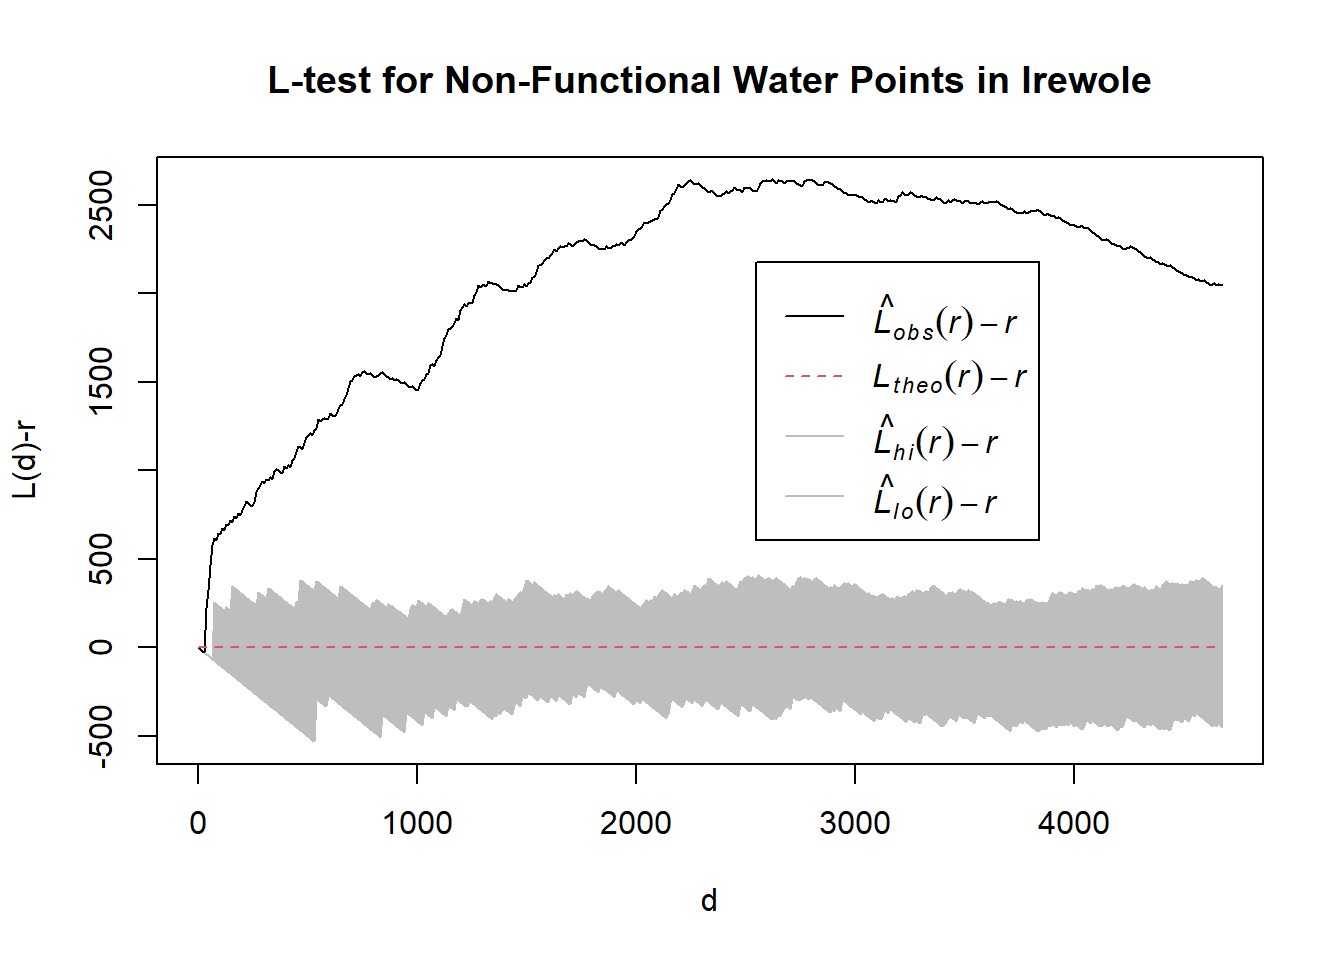 L-test for Non-Functional Water Points in Irewole
L(d)-r
2500
1500
500
0
-500
L̂obs(r) – r
Ltheo(r) – r
L̂hi(r) – r
L̂lo(r) – r
0 1000 2000 3000 4000
d